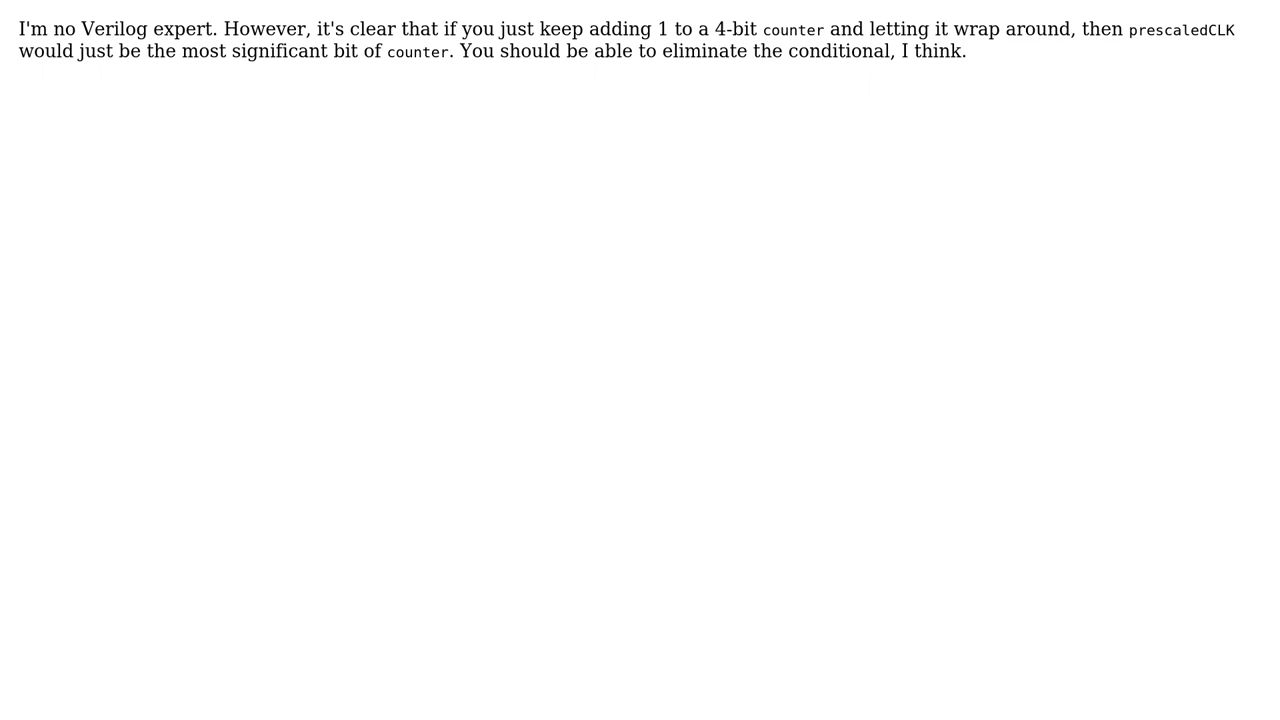 I'm no Verilog expert. However, it's clear that if you just keep adding 1 to a 4-bit counter and letting it wrap around, then prescaledCLK
would just be the most significant bit of counter. You should be able to eliminate the conditional, I think.